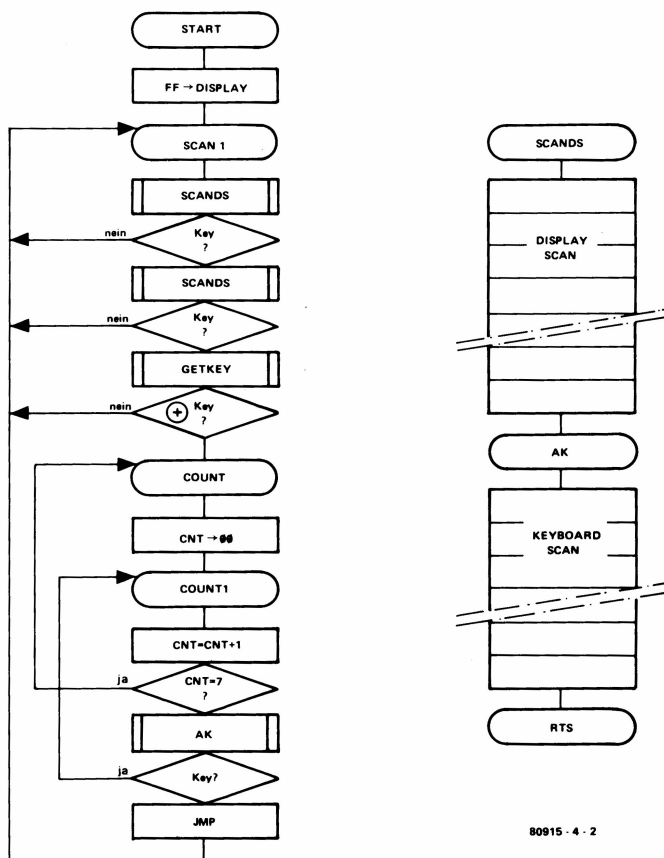 START
FF → DISPLAY
SCAN 1
SCANDS
nein
Key
?
SCANDS
nein
Key
?
GETKEY
nein
+ Key
?
COUNT
CNT → 00
COUNT1
CNT=CNT+1
ja
CNT=7
?
AK
ja
Key?
JMP
SCANDS
DISPLAY
SCAN
AK
KEYBOARD
SCAN
RTS
80915 - 4 - 2